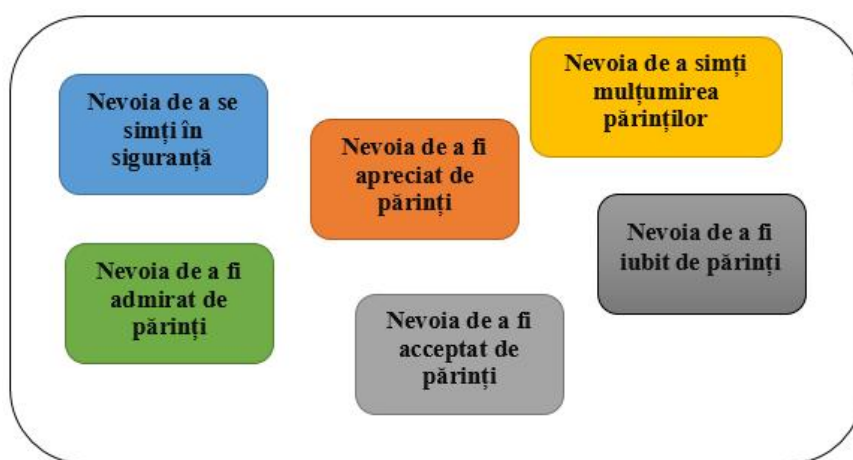 Nevoia de a se
simți în
siguranță
Nevoia de a fi
apreciat de
părinți
Nevoia de a simți
mulțumirea
părinților
Nevoia de a fi
admirat de
părinți
Nevoia de a fi
acceptat de
părinți
Nevoia de a fi
iubit de părinți